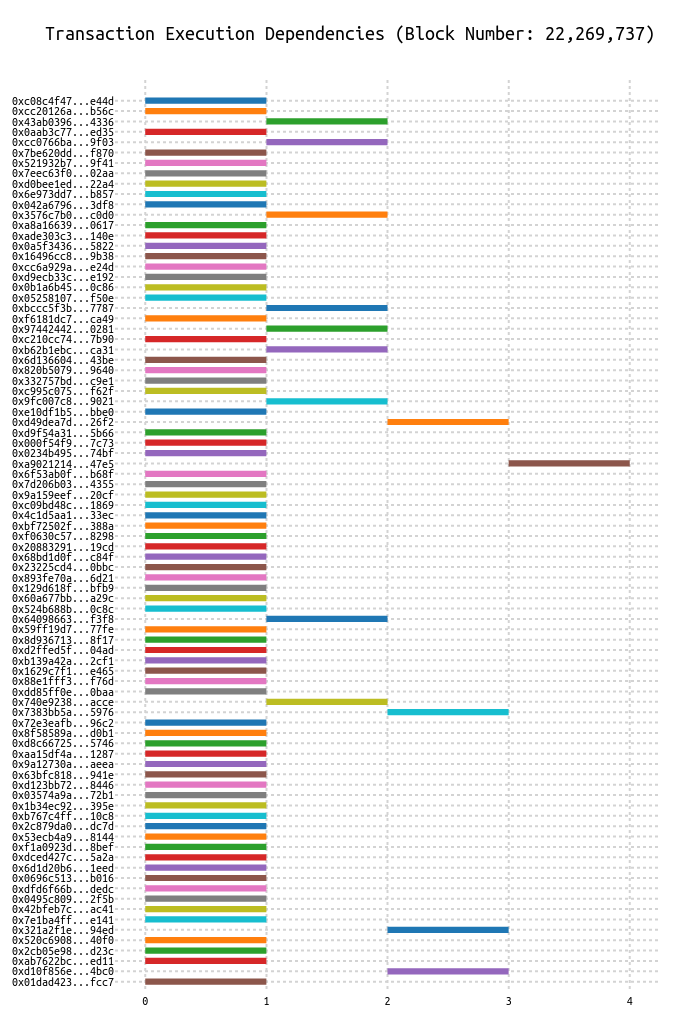 Transaction Execution Dependencies (Block Number: 22,269,737)
0xc08c4f47...e44d
0xcc20126a...b56c
0x43ab0396...4336
0x0aab3c77...ed35
0xcc0766ba...9f03
0x7be620dd...f870
0x521932b7...9f41
0x7eec63f0...02aa
0xd0bee1ed...22a4
0x6e973dd7...b857
0x042a6796...3df8
0x3576c7b0...c0d0
0xa8a16639...0617
0xade303c3...140e
0x0a5f3436...5822
0x16496cc8...9b38
0xcc6a929a...e24d
0xd9ecb33c...e192
0x0b1a6b45...0c86
0x05258107...f50e
0xbccc5f3b...7787
0xf6181dc7...ca49
0x97442442...0281
0xc210cc74...7b90
0xb62b1ebc...ca31
0x6d136604...43be
0x820b5079...9640
0x332757bd...c9e1
0xc995c075...f62f
0x9fc007c8...9021
0xe10df1b5...bbe0
0xd49dea7d...26f2
0xd9f54a31...5b66
0x000f54f9...7c73
0x0234b495...74bf
0xa9021214...47e5
0x6f53ab0f...b68f
0x7d206b03...4355
0x9a159eef...20cf
0xc09bd48c...1869
0x4c1d5aa1...33ec
0xbf72502f...388a
0xf0630c57...8298
0x20883291...19cd
0x68bd1d0f...c84f
0x23225cd4...0bbc
0x893fe70a...6d21
0x129d618f...bfb9
0x60a677bb...a29c
0x524b688b...0c8c
0x64098663...f3f8
0x59ff19d7...77fe
0x8d936713...8f17
0xd2ffed5f...04ad
0xb139a42a...2cf1
0x1629c7f1...e465
0x88e1fff3...f76d
0xdd85ff0e...0baa
0x740e9238...acce
0x7383bb5a...5976
0x72e3eafb...96c2
0x8f58589a...d0b1
0xd8c66725...5746
0xaa15df4a...1287
0x9a12730a...aeea
0x63bfc818...941e
0xd123bb72...8446
0x03574a9a...72b1
0x1b34ec92...395e
0xb767c4ff...10c8
0x2c879da0...dc7d
0x53ecb4a9...8144
0xf1a0923d...8bef
0xdced427c...5a2a
0x6d1d20b6...1eed
0x0696c513...b016
0xdfd6f66b...dedc
0x0495c809...2f5b
0x42bfeb7c...ac41
0x7e1ba4ff...e141
0x321a2f1e...94ed
0x520c6908...40f0
0x2cb05e98...d23c
0xab7622bc...ed11
0xd10f856e...4bc0
0x01dad423...fcc7
0 1 2 3 4